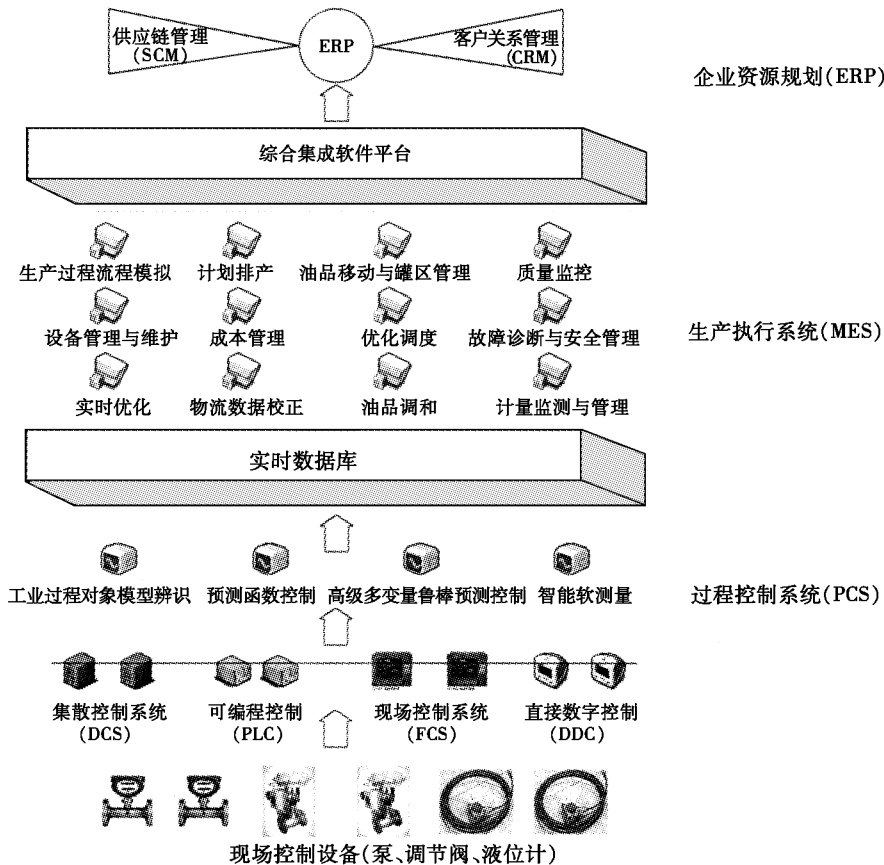 供应链管理
(SCM)
ERP
客户关系管理
(CRM)
企业资源规划(ERP)
综合集成软件平台
生产过程流程模拟
计划排产
油品移动与罐区管理
质量监控
设备管理与维护
成本管理
优化调度
故障诊断与安全管理
生产执行系统(MES)
实时优化
物流数据校正
油品调和
计量监测与管理
实时数据库
工业过程对象模型辨识
预测函数控制
高级多变量鲁棒预测控制
智能软测量
过程控制系统(PCS)
集散控制系统
(DCS)
可编程控制
(PLC)
现场控制系统
(FCS)
直接数字控制
(DDC)
现场控制设备(泵、调节阀、液位计)